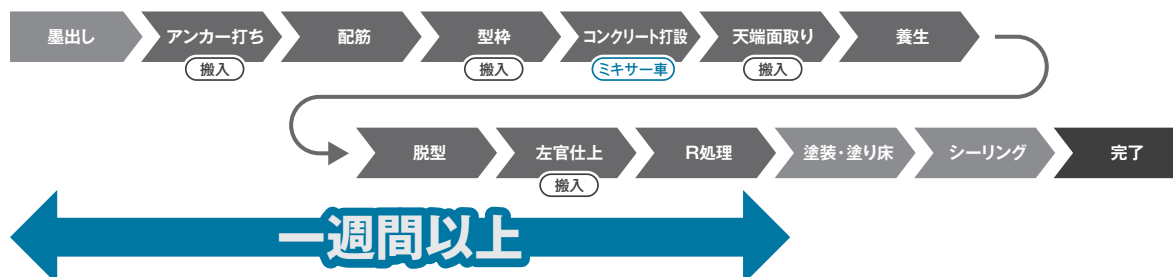 墨出し
アンカー打ち
配筋
型枠
コンクリート打設
天端面取り
養生
搬入
搬入
ミキサー車
搬入
脱型
左官仕上
R処理
塗装・塗り床
シーリング
完了
搬入
一週間以上